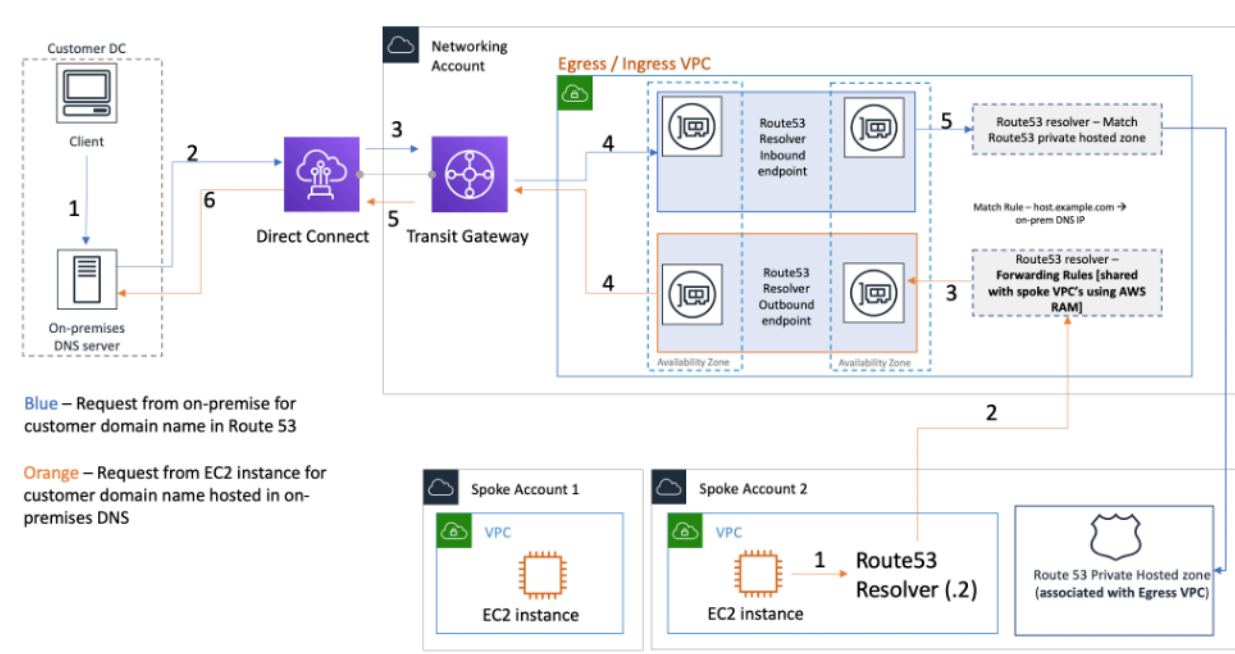 Customer DC
Client
1
On-premises
DNS server
2
6
Direct Connect
3
5
Transit Gateway
4
4
Networking
Account
Egress / Ingress VPC
Route53
Resolver
Inbound
endpoint
Route53
Resolver
Outbound
endpoint
Availability Zone
Availability Zone
5
Route53 resolver – Match
Route53 private hosted zone
Match Rule – host.example.com →
on-prem DNS IP
Route53 resolver –
Forwarding Rules [shared
with spoke VPC's using AWS
RAM]
3
2
Blue – Request from on-premise for
customer domain name in Route 53
Orange – Request from EC2 instance for
customer domain name hosted in on-
premises DNS
Spoke Account 1
VPC
EC2 instance
Spoke Account 2
VPC
EC2 instance
1
Route53
Resolver (.2)
Route 53 Private Hosted zone
(associated with Egress VPC)